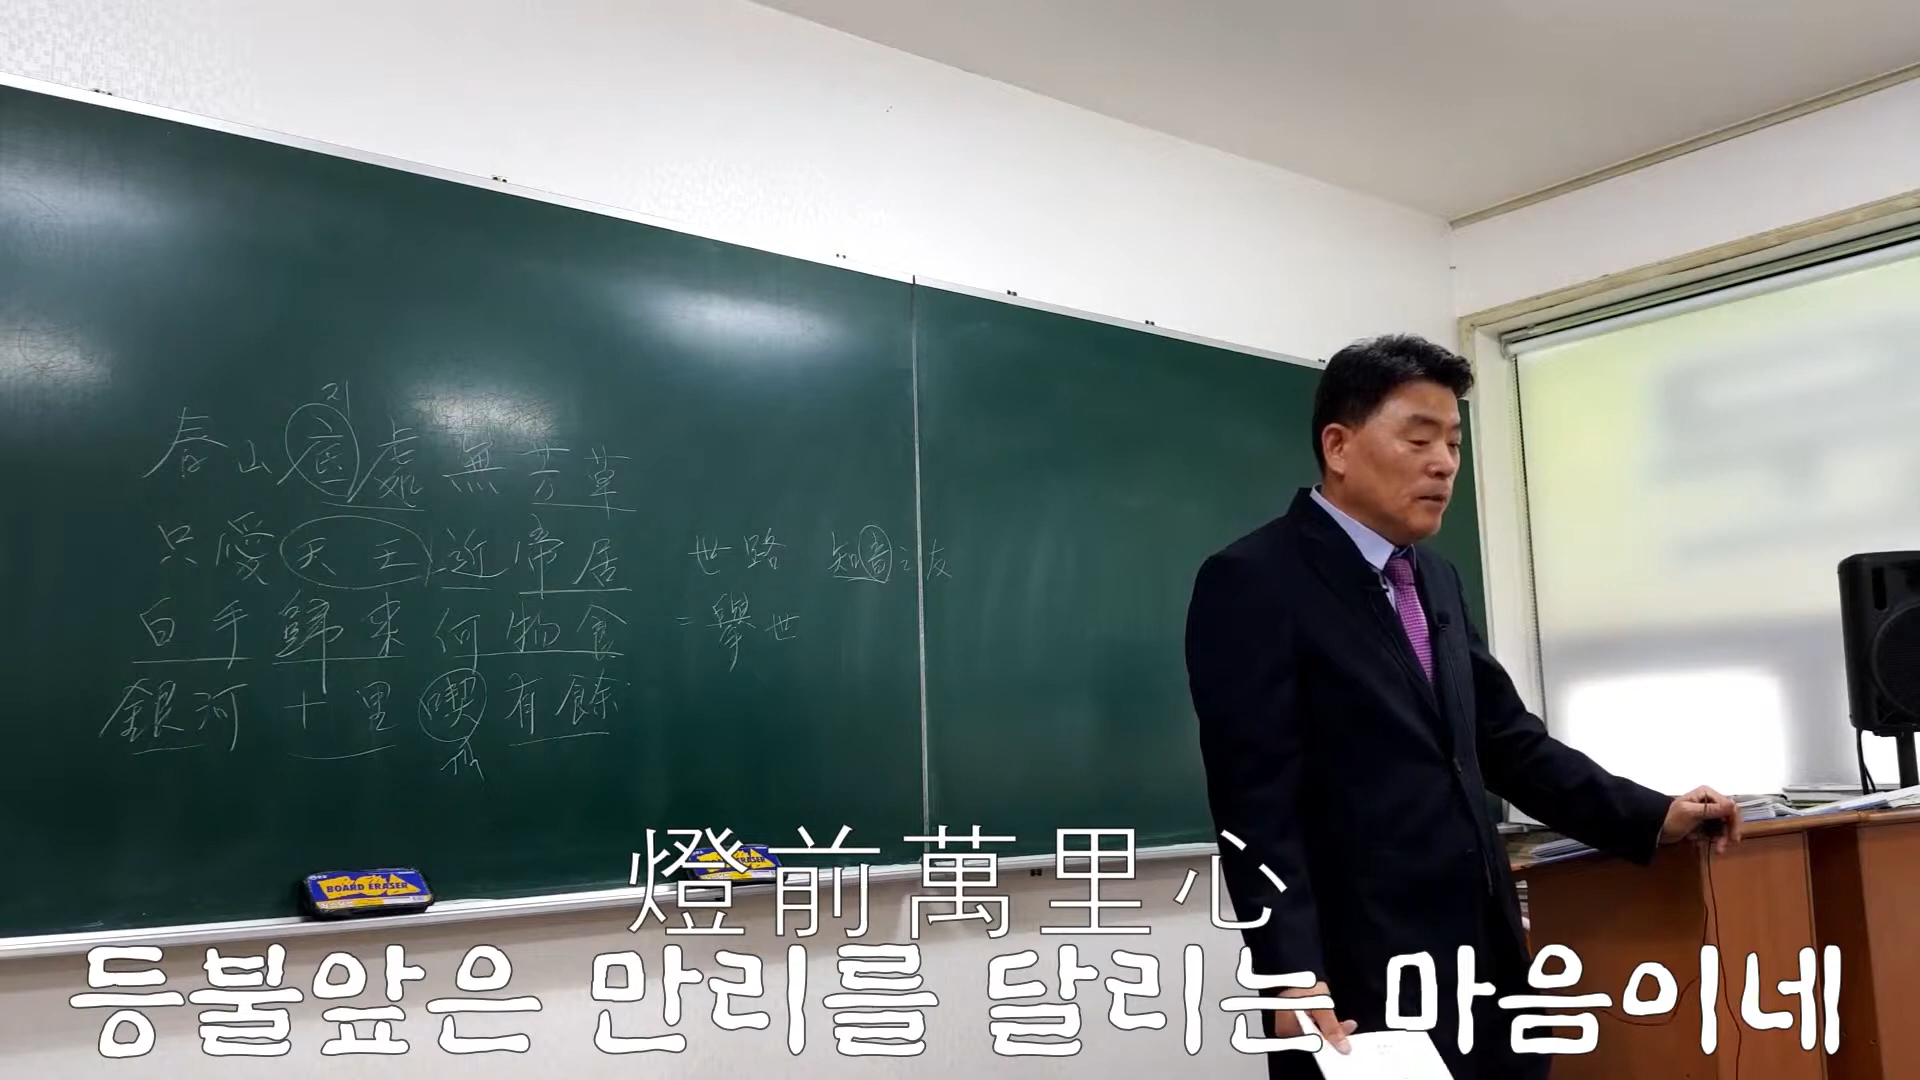 春山底處無芳草
只愛天王近帝居
白手歸來何物食
銀河十里喫有餘
世路 知音之友
= 擧世
BOARD ERASER
燈前萬里心
등불앞은 만리를 달리는 마음이네